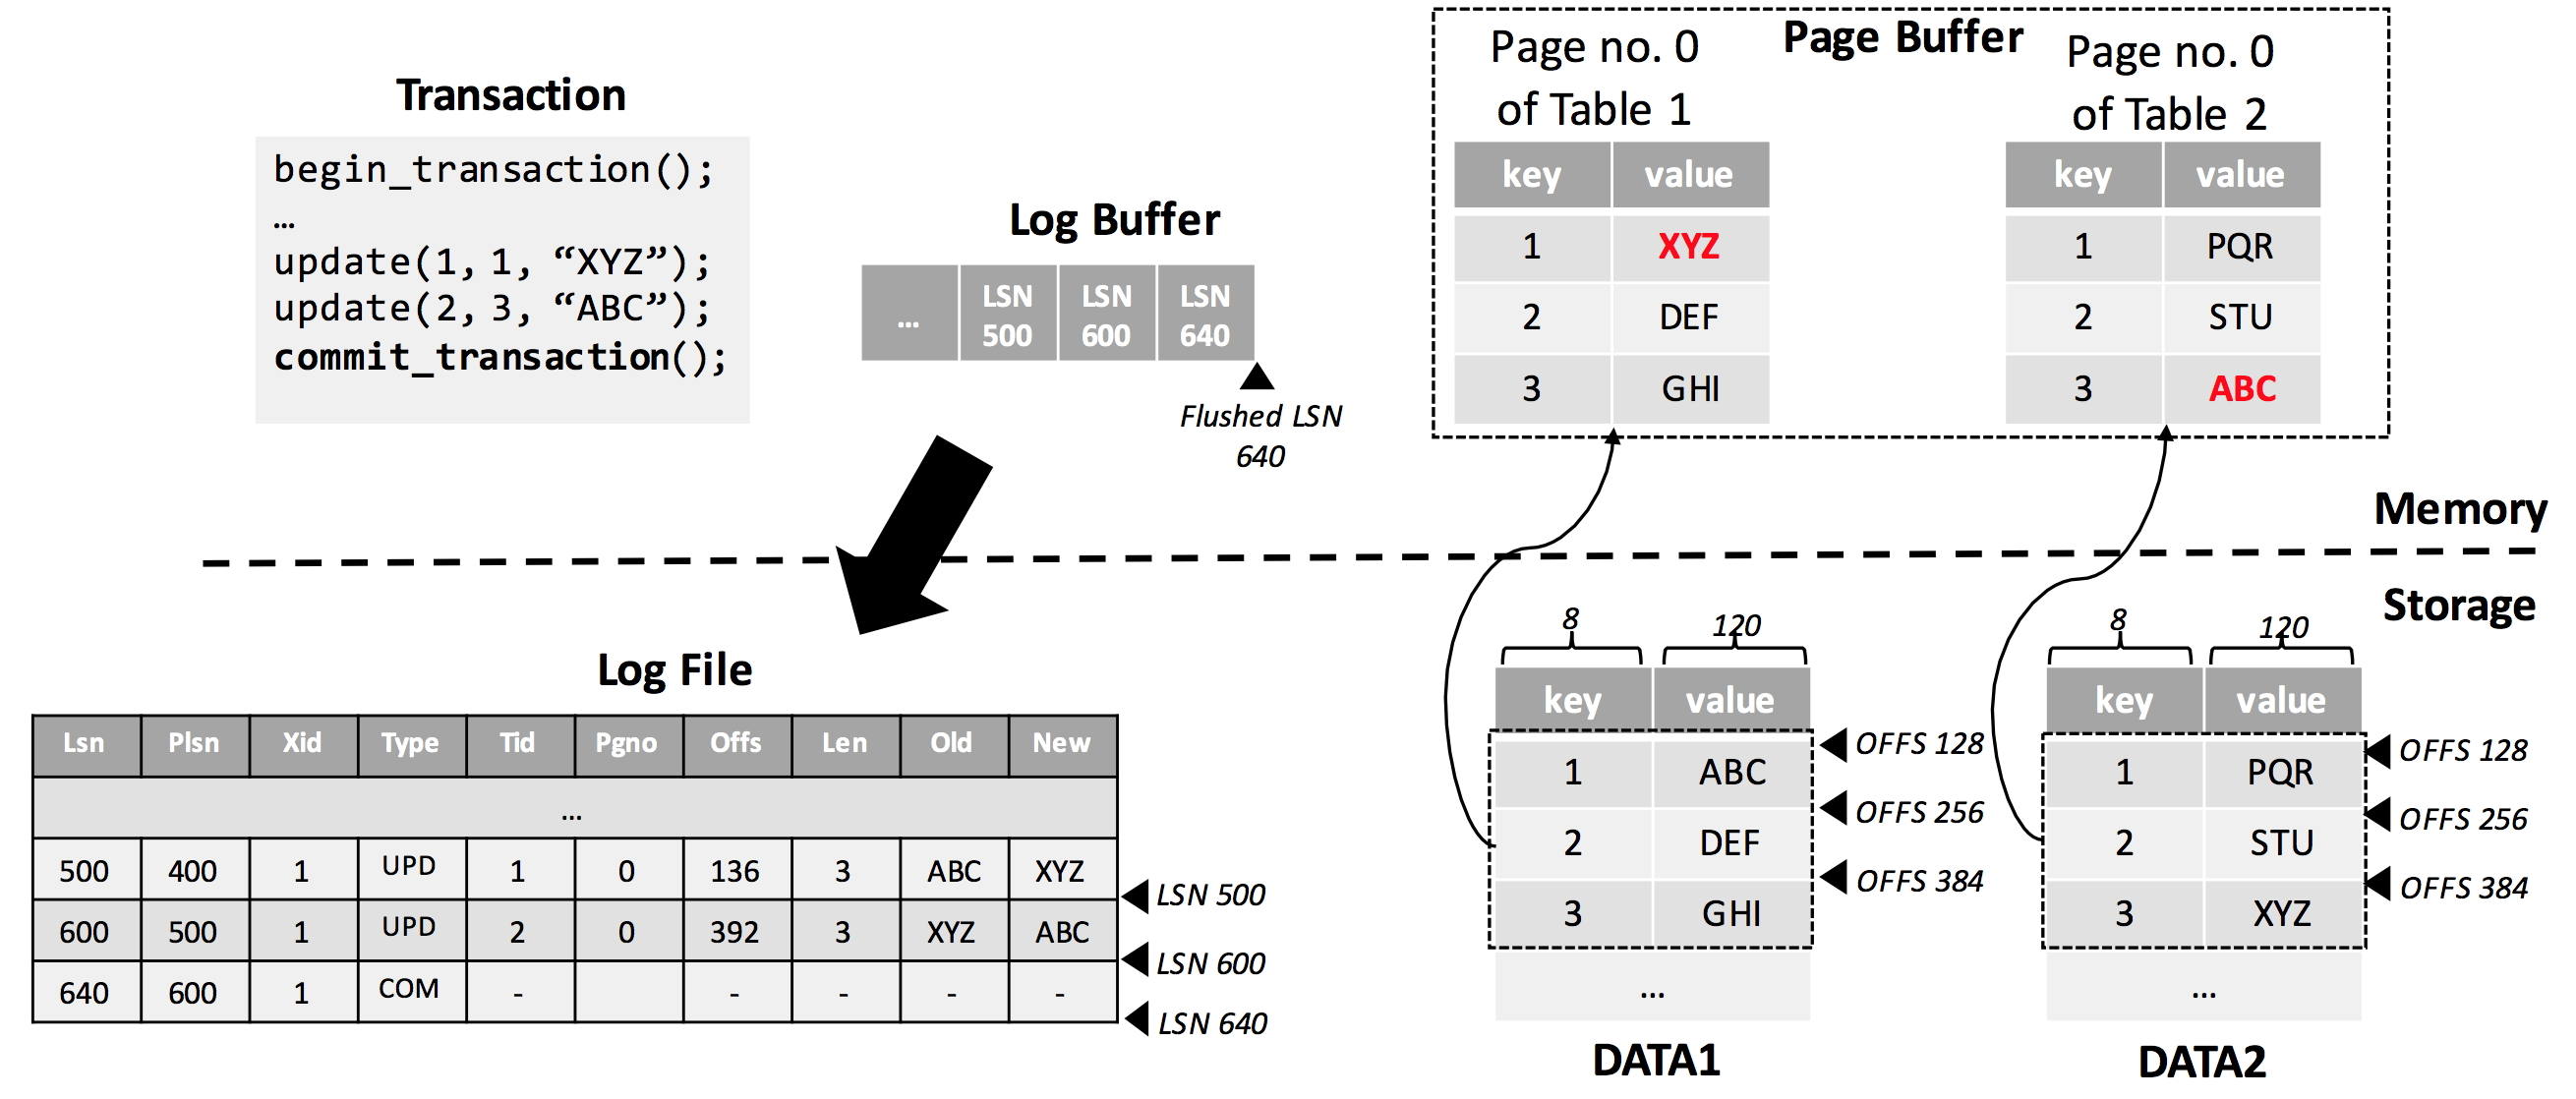 Transaction
begin_transaction();
…
update(1, 1, “XYZ”);
update(2, 3, “ABC”);
commit_transaction();
Log Buffer
… LSN 500 LSN 600 LSN 640
Flushed LSN
640
Page Buffer
Page no. 0
of Table 1
key value
1 XYZ
2 DEF
3 GHI
Page no. 0
of Table 2
key value
1 PQR
2 STU
3 ABC
Memory
Storage
Log File
Lsn Plsn Xid Type Tid Pgno Offs Len Old New
…
500 400 1 UPD 1 0 136 3 ABC XYZ
600 500 1 UPD 2 0 392 3 XYZ ABC
640 600 1 COM - - - - -
LSN 500
LSN 600
LSN 640
8 120
key value
1 ABC
2 DEF
3 GHI
…
OFFS 128
OFFS 256
OFFS 384
DATA1
8 120
key value
1 PQR
2 STU
3 XYZ
…
OFFS 128
OFFS 256
OFFS 384
DATA2